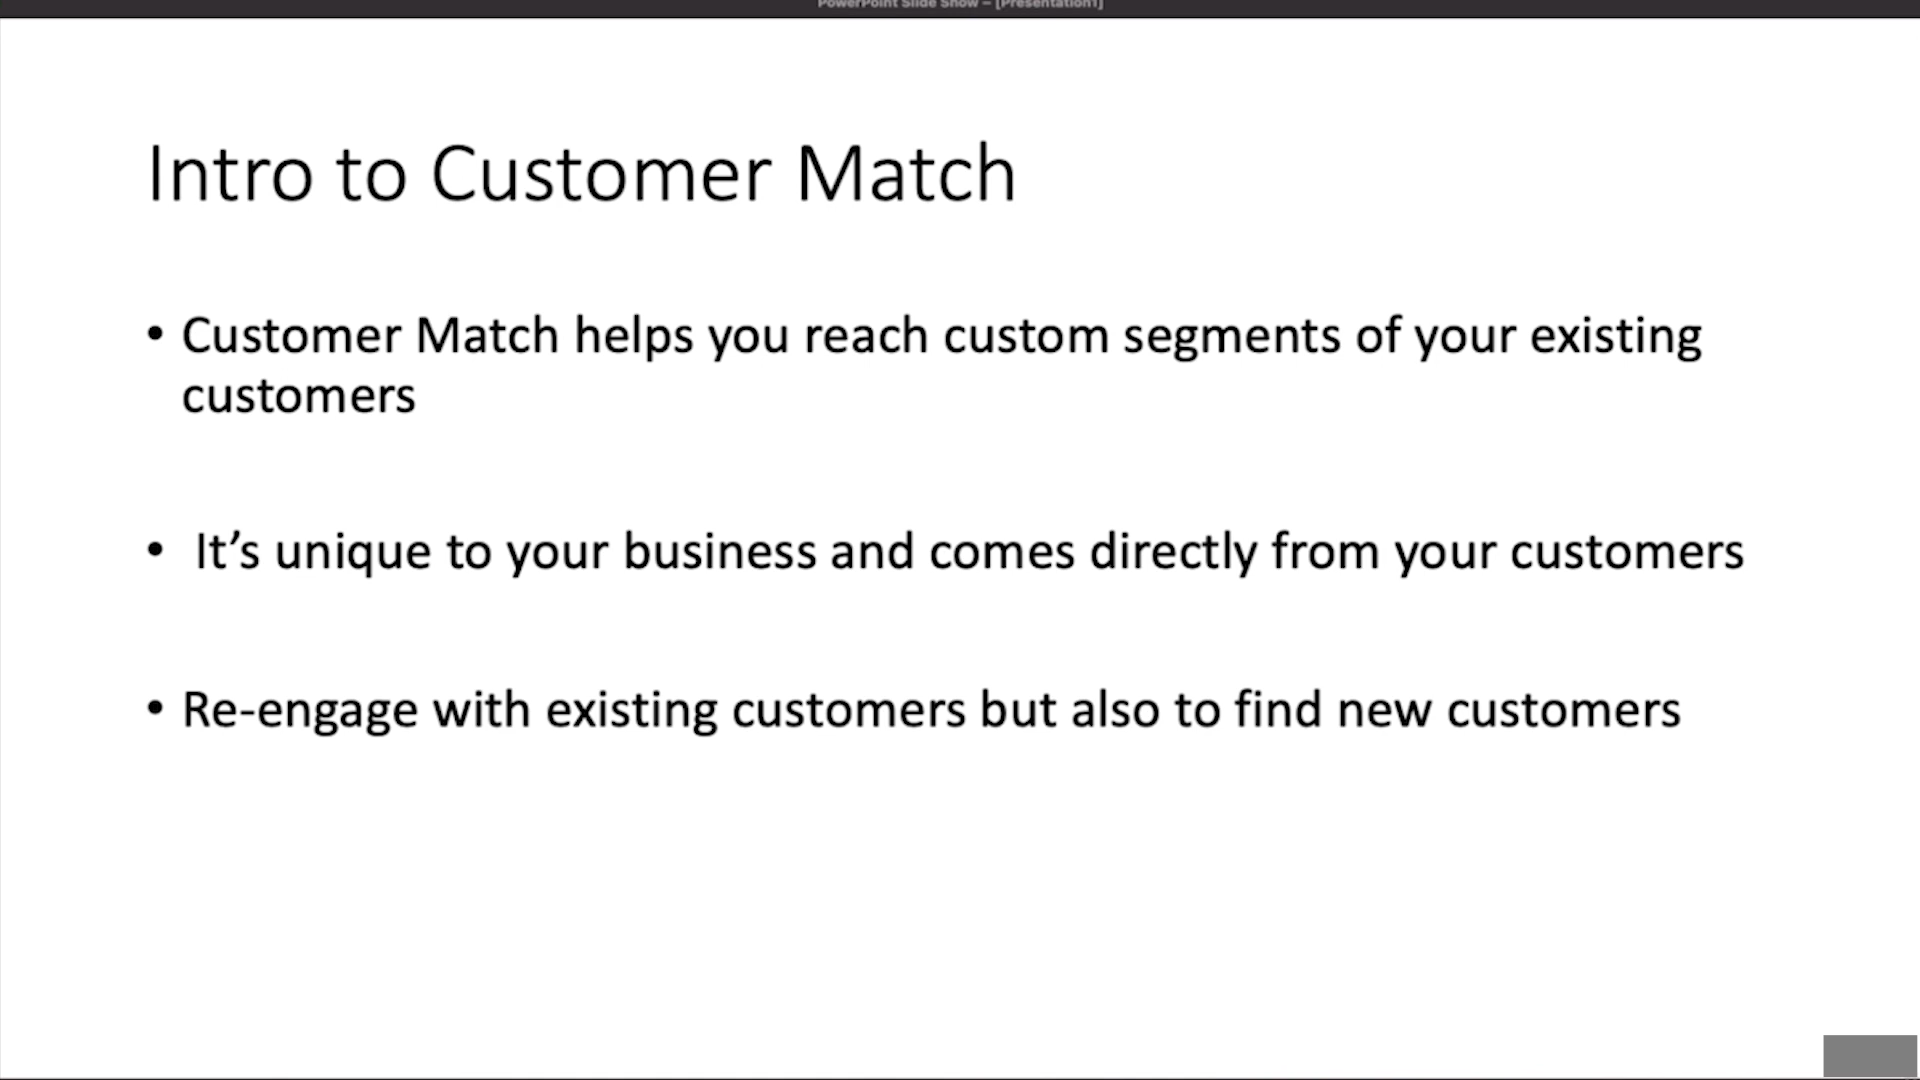 PowerPoint Slide Show – [Presentation1]
Intro to Customer Match
• Customer Match helps you reach custom segments of your existing
customers
• It’s unique to your business and comes directly from your customers
• Re-engage with existing customers but also to find new customers